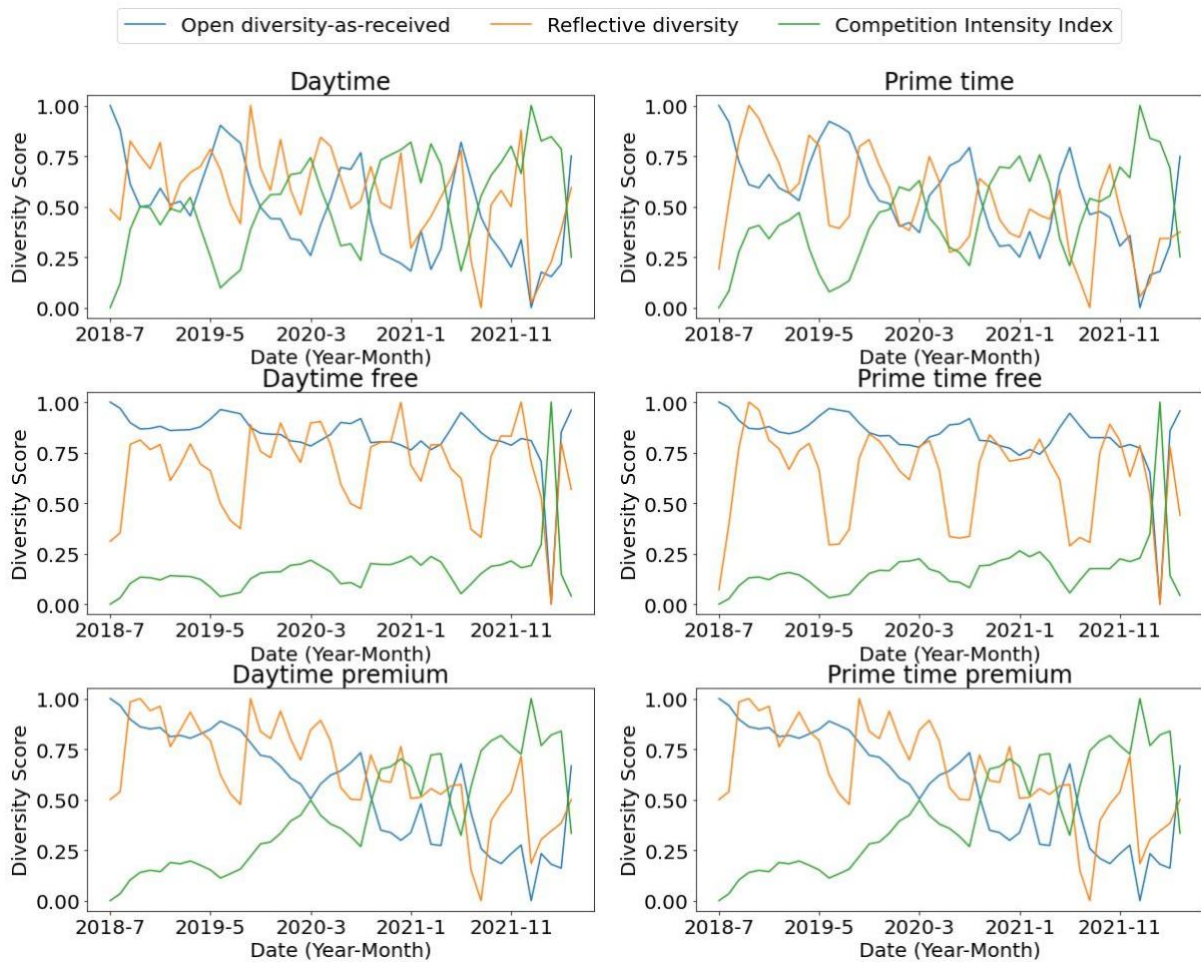 Open diversity-as-received Reflective diversity Competition Intensity Index
Daytime
Diversity Score
1.00
0.75
0.50
0.25
0.00
2018-7 2019-5 2020-3 2021-1 2021-11
Date (Year-Month)
Prime time
Diversity Score
1.00
0.75
0.50
0.25
0.00
2018-7 2019-5 2020-3 2021-1 2021-11
Date (Year-Month)
Daytime free
Diversity Score
1.00
0.75
0.50
0.25
0.00
2018-7 2019-5 2020-3 2021-1 2021-11
Date (Year-Month)
Prime time free
Diversity Score
1.00
0.75
0.50
0.25
0.00
2018-7 2019-5 2020-3 2021-1 2021-11
Date (Year-Month)
Daytime premium
Diversity Score
1.00
0.75
0.50
0.25
0.00
2018-7 2019-5 2020-3 2021-1 2021-11
Date (Year-Month)
Prime time premium
Diversity Score
1.00
0.75
0.50
0.25
0.00
2018-7 2019-5 2020-3 2021-1 2021-11
Date (Year-Month)